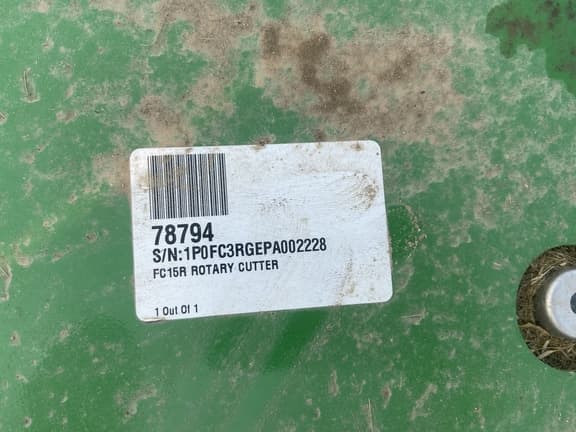 78794
S/N:1P0FC3RGEPA002228
FC15R ROTARY CUTTER
1 Out Of 1